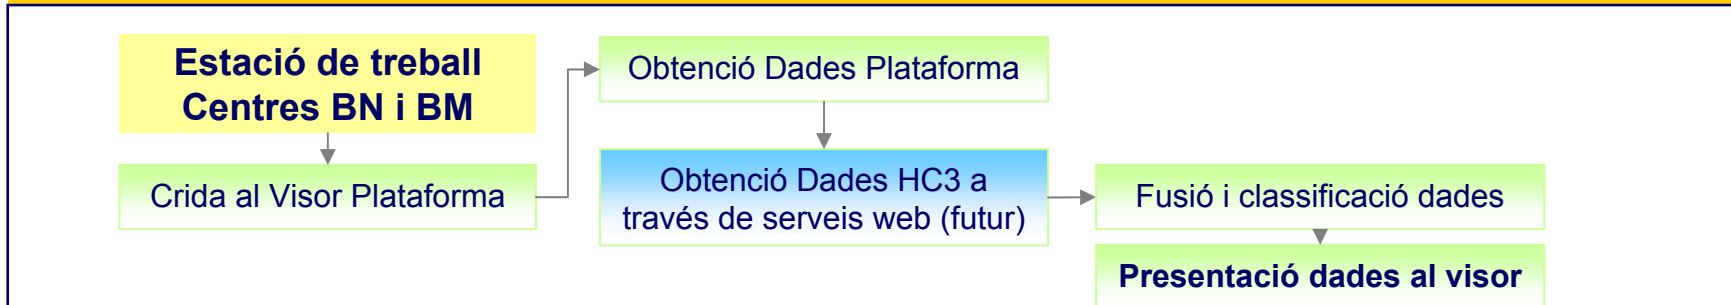 Estació de treball
Centres BN i BM
Crida al Visor Plataforma
Obtenció Dades Plataforma
Obtenció Dades HC3 a
través de serveis web (futur)
Fusió i classificació dades
Presentació dades al visor